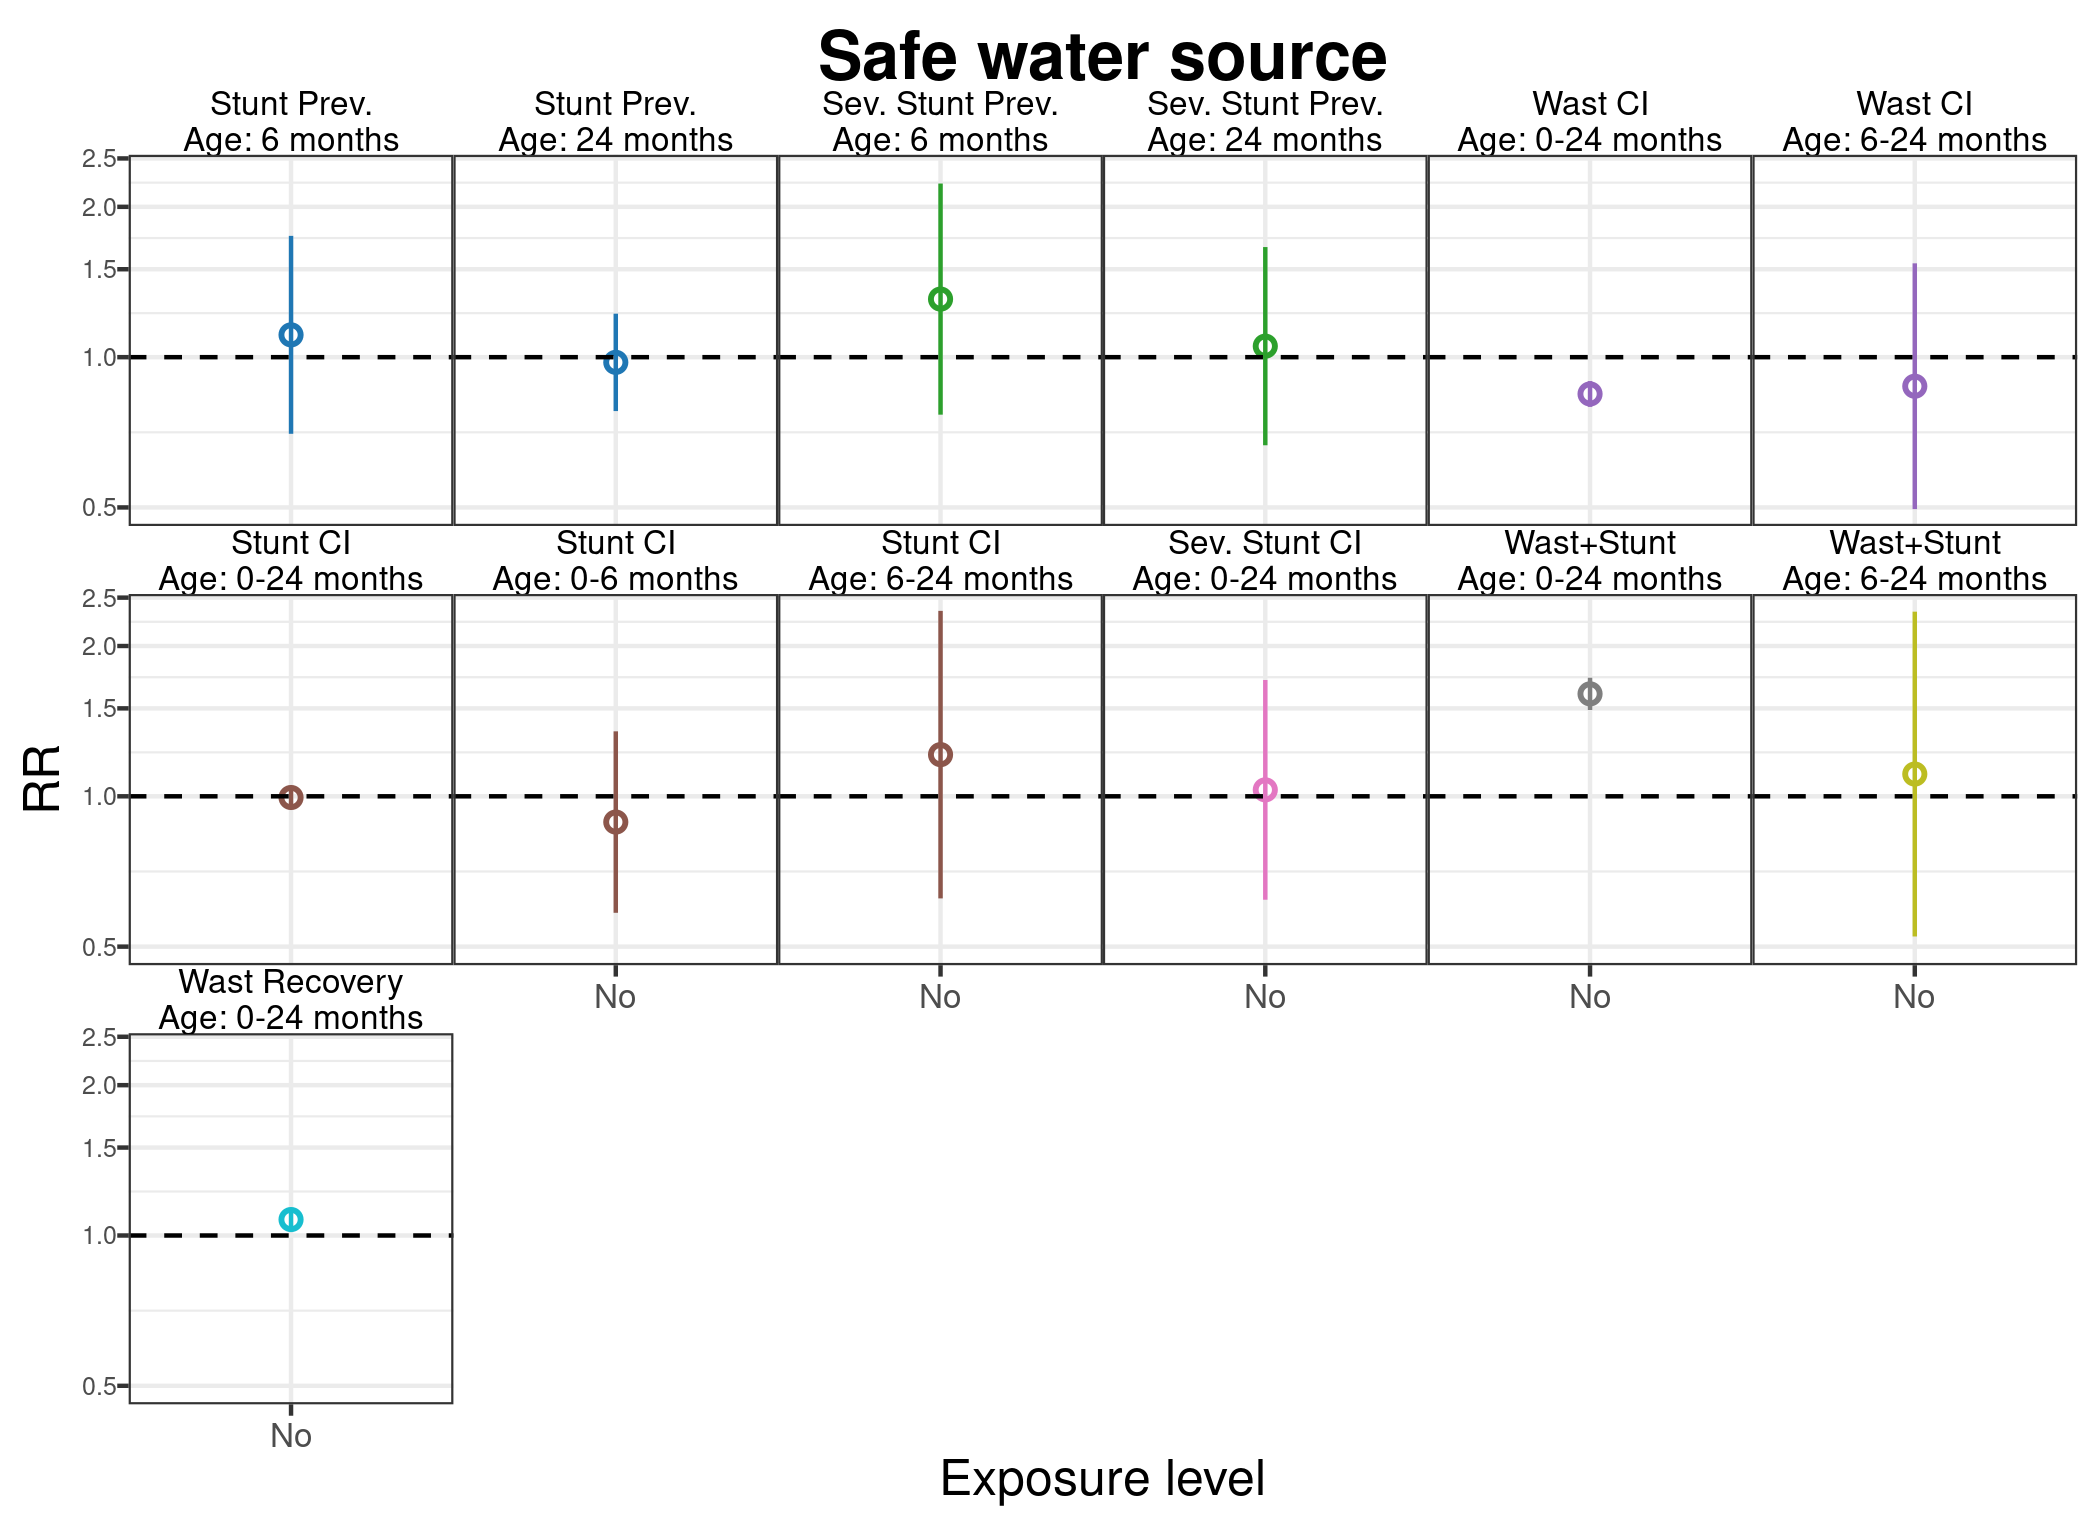 Safe water source
Stunt Prev.
Age: 6 months
Stunt Prev.
Age: 24 months
Sev. Stunt Prev.
Age: 6 months
Sev. Stunt Prev.
Age: 24 months
Wast CI
Age: 0-24 months
Wast CI
Age: 6-24 months
2.5
2.0
1.5
1.0
0.5
Stunt CI
Age: 0-24 months
Stunt CI
Age: 0-6 months
Stunt CI
Age: 6-24 months
Sev. Stunt CI
Age: 0-24 months
Wast+Stunt
Age: 0-24 months
Wast+Stunt
Age: 6-24 months
RR
2.5
2.0
1.5
1.0
0.5
No
No
No
No
No
Wast Recovery
Age: 0-24 months
2.5
2.0
1.5
1.0
0.5
No
Exposure level